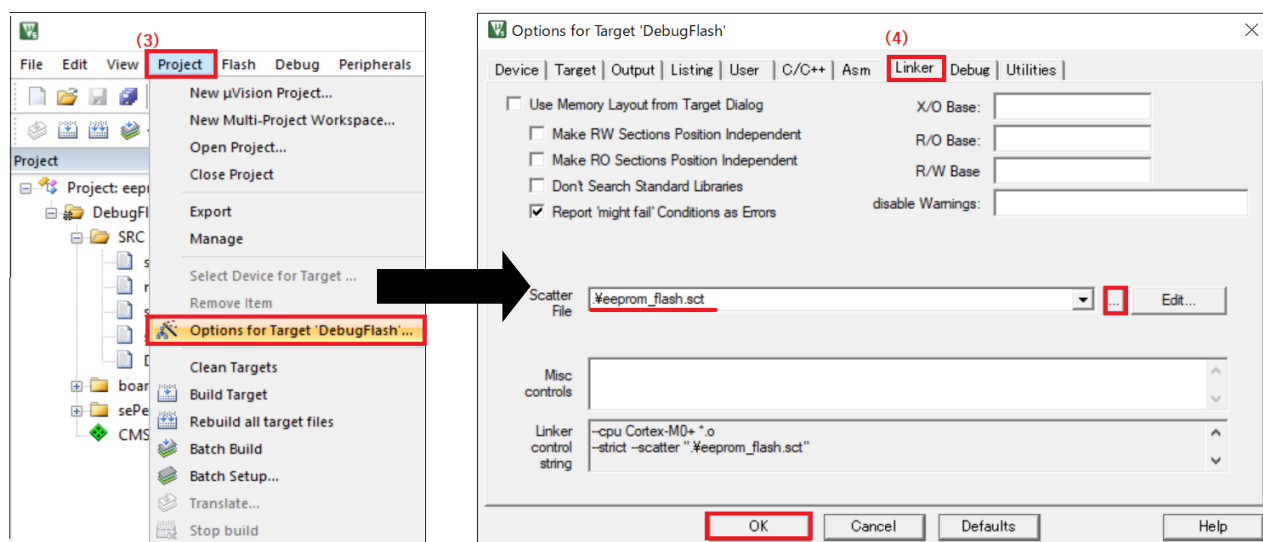 (3)
File Edit View Project Flash Debug Peripherals
New µVision Project...
New Multi-Project Workspace...
Open Project...
Close Project
Export
Manage
Select Device for Target ...
Remove Item
Options for Target 'DebugFlash'...
Clean Targets
Build Target
Rebuild all target files
Batch Build
Batch Setup...
Translate...
Stop build
Project
Project: eepr
DebugFl
SRC
s
r
s
D
boar
sePe
CMS
Options for Target 'DebugFlash'
(4)
Device Target Output Listing User C/C++ Asm Linker Debug Utilities
Use Memory Layout from Target Dialog
Make RW Sections Position Independent
Make RO Sections Position Independent
Don't Search Standard Libraries
Report 'might fail' Conditions as Errors
X/O Base:
R/O Base:
R/W Base
disable Warnings:
Scatter
File
.¥eeprom_flash.sct
...
Edit...
Misc
controls
Linker
control
string
--cpu Cortex-M0+ *.o
--strict --scatter ".¥eeprom_flash.sct"
OK Cancel Defaults Help